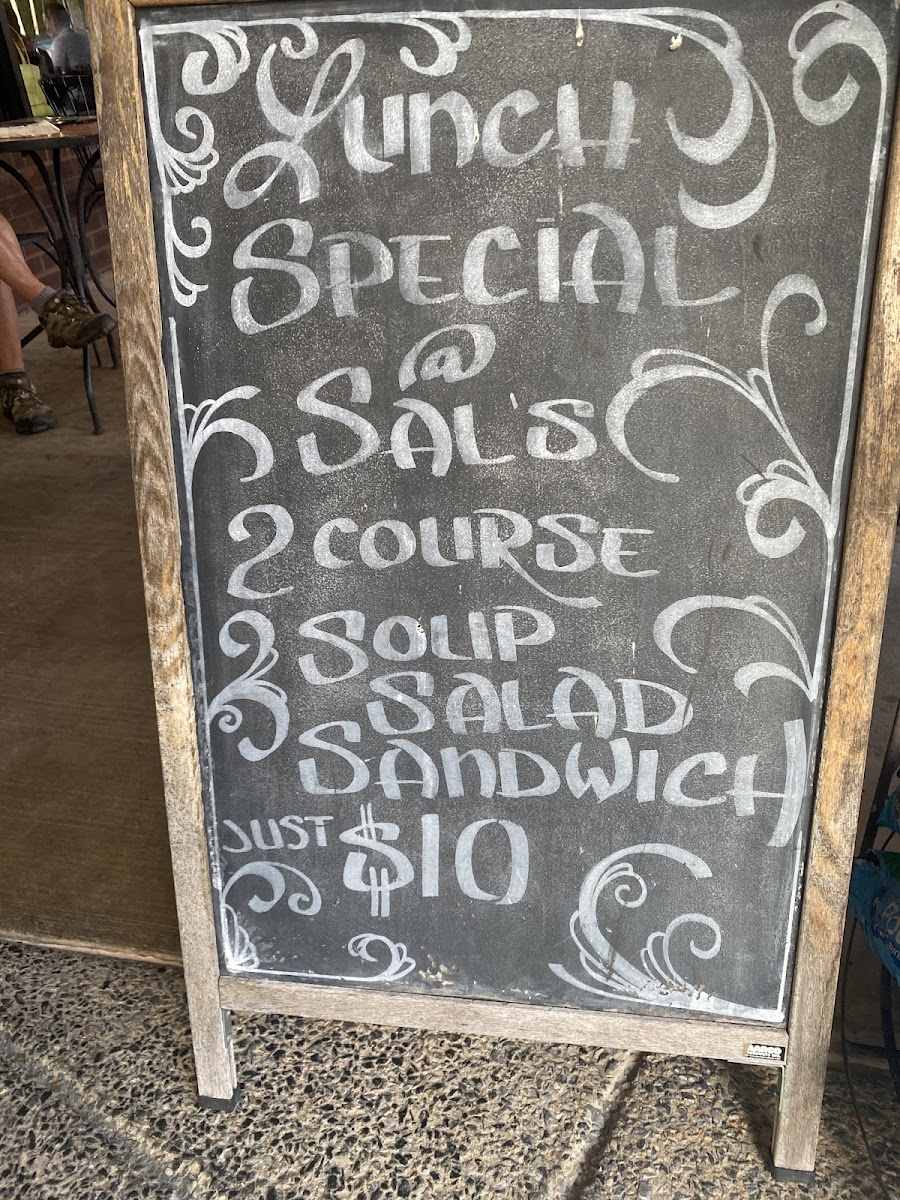 Lunch
Special
@
Sal's
2 course
Soup
Salad
Sandwich
Just $10